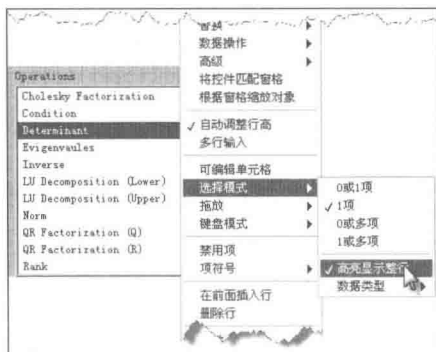 Operations
Cholesky Factorization
Condition
Determinant
Evigenvaules
Inverse
LU Decomposition (Lower)
LU Decomposition (Upper)
Norm
QR Factorization (Q)
QR Factorization (R)
Rank
替换
数据操作
高级
将控件匹配窗格
根据窗格缩放对象
✓ 自动调整行高
多行输入
可编辑单元格
选择模式
拖放
键盘模式
禁用项
项符号
在前面插入行
删除行
0或1项
✓ 1项
0或多项
1或多项
✓ 高亮显示整行
数据类型